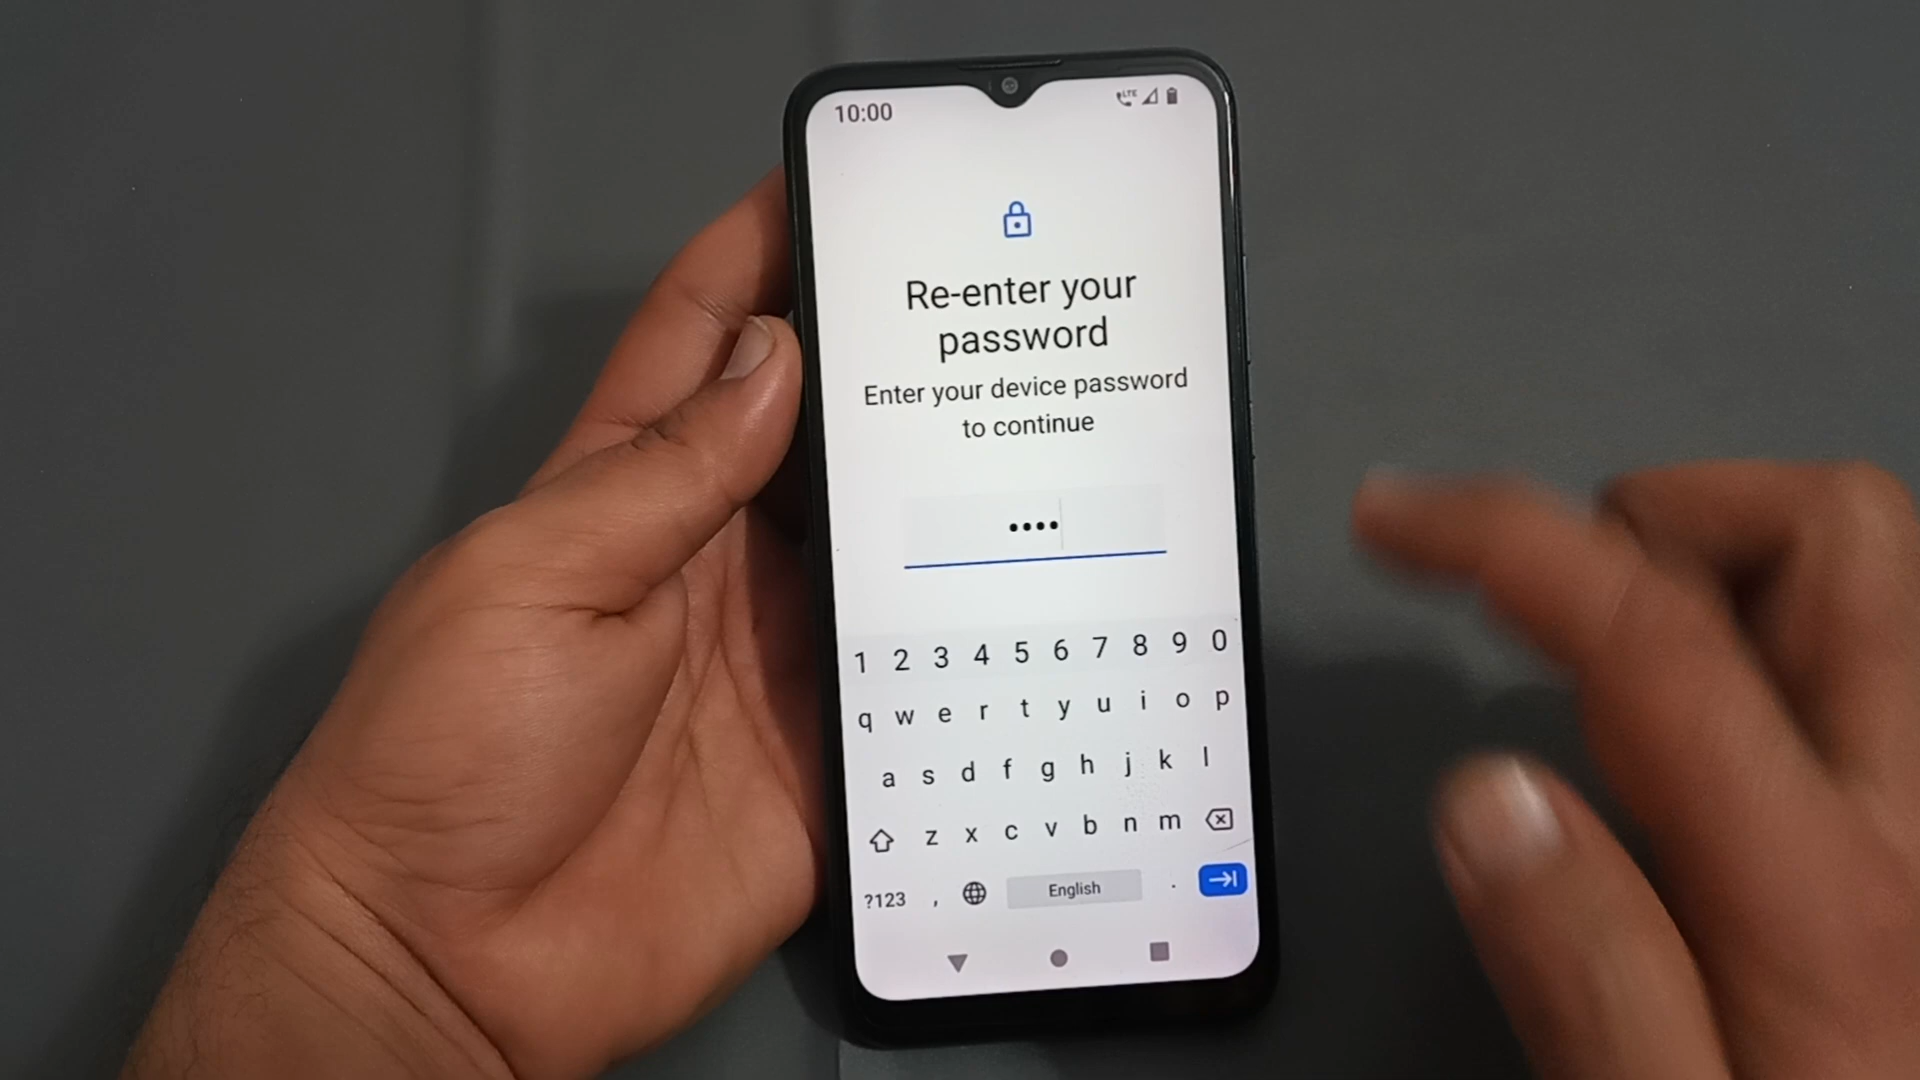 10:00
LTE
Re-enter your
password
Enter your device password
to continue
••••
1 2 3 4 5 6 7 8 9 0
q w e r t y u i o p
a s d f g h j k l
z x c v b n m
?123 , English .